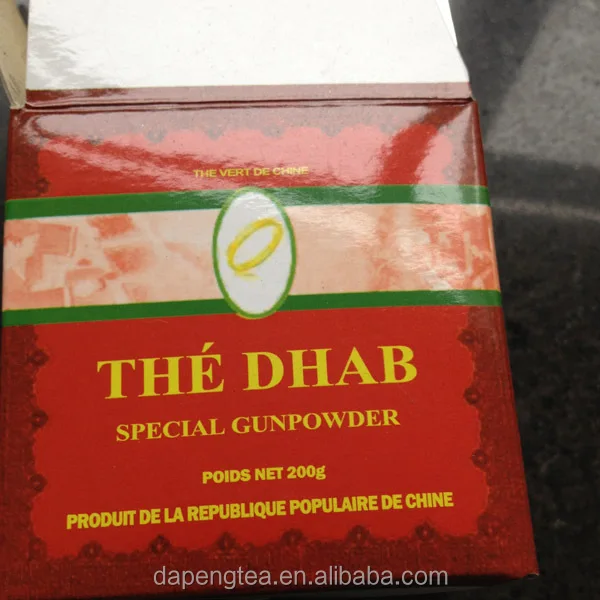 THE VERT DE CHINE
THÉ DHAB
SPECIAL GUNPOWDER
POIDS NET 200g
PRODUIT DE LA REPUBLIQUE POPULAIRE DE CHINE
dapengtea.en.alibaba.com